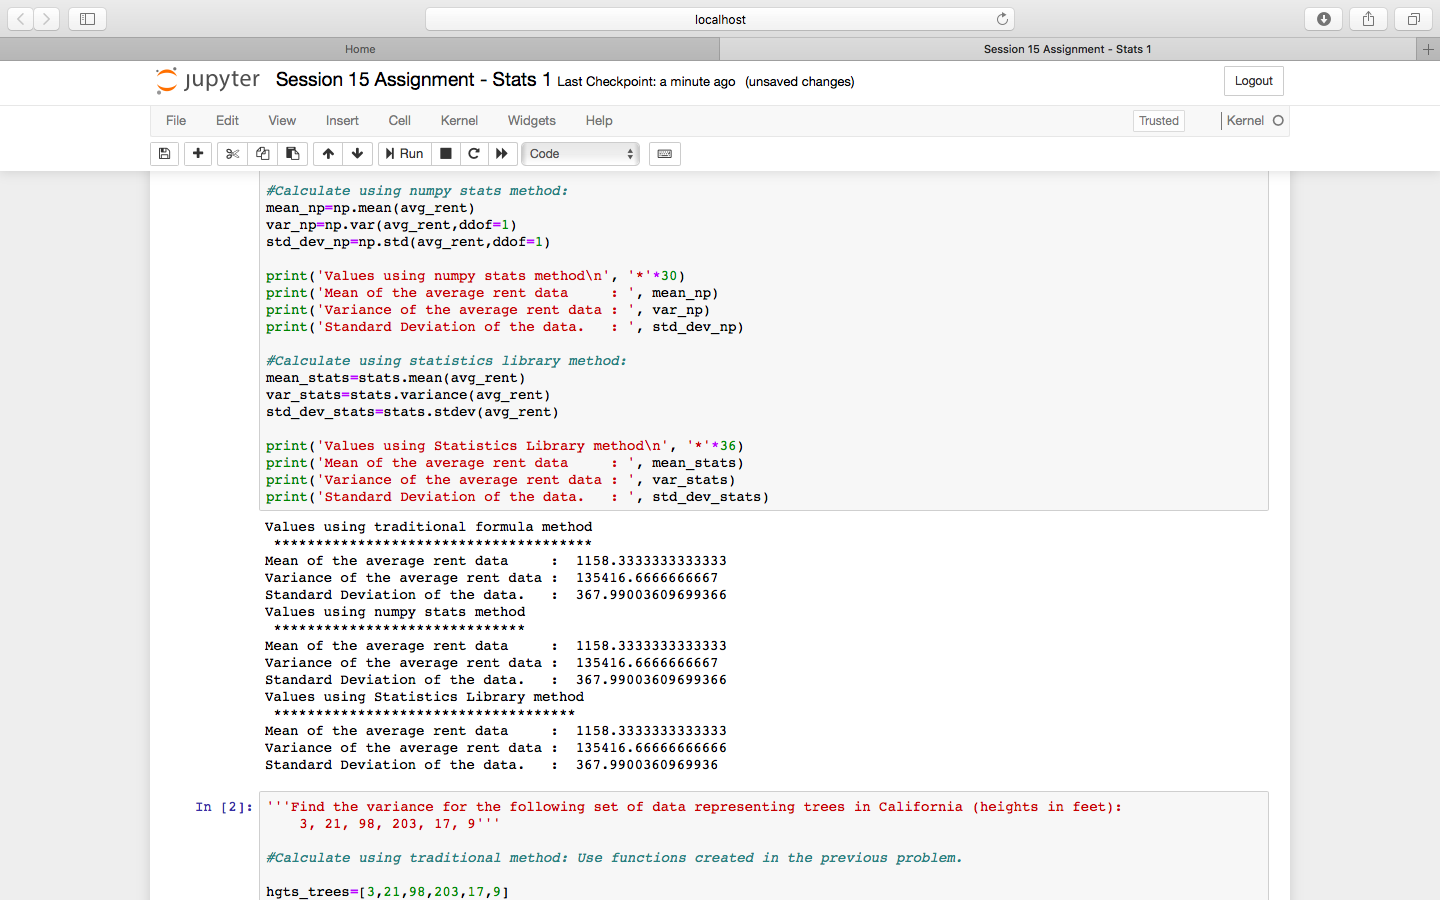 localhost
Home
Session 15 Assignment - Stats 1
jupyter Session 15 Assignment - Stats 1 Last Checkpoint: a minute ago (unsaved changes)
Logout
File Edit View Insert Cell Kernel Widgets Help
Trusted
Kernel
Run
Code
#Calculate using numpy stats method:
mean_np=np.mean(avg_rent)
var_np=np.var(avg_rent,ddof=1)
std_dev_np=np.std(avg_rent,ddof=1)
print('Values using numpy stats method\n', '*'*30)
print('Mean of the average rent data     : ', mean_np)
print('Variance of the average rent data : ', var_np)
print('Standard Deviation of the data.   : ', std_dev_np)
#Calculate using statistics library method:
mean_stats=stats.mean(avg_rent)
var_stats=stats.variance(avg_rent)
std_dev_stats=stats.stdev(avg_rent)
print('Values using Statistics Library method\n', '*'*36)
print('Mean of the average rent data     : ', mean_stats)
print('Variance of the average rent data : ', var_stats)
print('Standard Deviation of the data.   : ', std_dev_stats)
Values using traditional formula method
**************************************
Mean of the average rent data     :  1158.3333333333333
Variance of the average rent data :  135416.6666666667
Standard Deviation of the data.   :  367.99003609699366
Values using numpy stats method
******************************
Mean of the average rent data     :  1158.3333333333333
Variance of the average rent data :  135416.6666666667
Standard Deviation of the data.   :  367.99003609699366
Values using Statistics Library method
************************************
Mean of the average rent data     :  1158.3333333333333
Variance of the average rent data :  135416.66666666666
Standard Deviation of the data.   :  367.9900360969936
In [2]:
'''Find the variance for the following set of data representing trees in California (heights in feet):
3, 21, 98, 203, 17, 9'''
#Calculate using traditional method: Use functions created in the previous problem.
hgts_trees=[3,21,98,203,17,9]